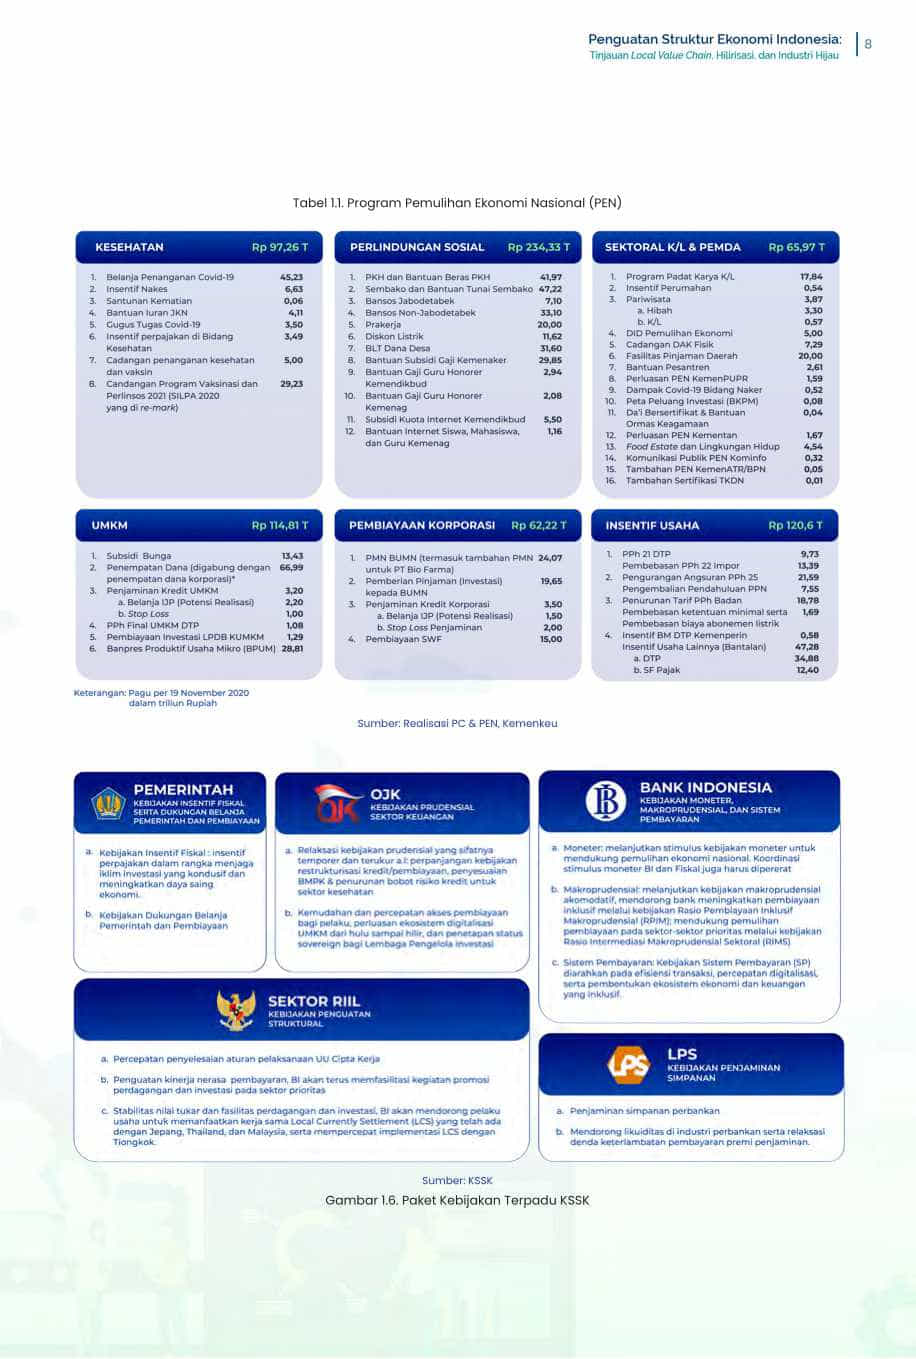 Penguatan Struktur Ekonomi Indonesia:
Tinjauan Local Value Chain, Hilirisasi, dan Industri Hijau
8
Tabel 1.1. Program Pemulihan Ekonomi Nasional (PEN)
KESEHATAN Rp 97,26 T
1. Belanja Penanganan Covid-19 45,23
2. Insentif Nakes 6,63
3. Santunan Kematian 0,06
4. Bantuan Iuran JKN 4,11
5. Gugus Tugas Covid-19 3,50
6. Insentif perpajakan di Bidang 3,49
Kesehatan
7. Cadangan penanganan kesehatan 5,00
dan vaksin
8. Candangan Program Vaksinasi dan 29,23
Perlinsos 2021 (SILPA 2020
yang di re-mark)
PERLINDUNGAN SOSIAL Rp 234,33 T
1. PKH dan Bantuan Beras PKH 41,97
2. Sembako dan Bantuan Tunai Sembako 47,22
3. Bansos Jabodetabek 7,10
4. Bansos Non-Jabodetabek 33,10
5. Prakerja 20,00
6. Diskon Listrik 11,62
7. BLT Dana Desa 31,60
8. Bantuan Subsidi Gaji Kemenaker 29,85
9. Bantuan Gaji Guru Honorer 2,94
Kemendikbud
10. Bantuan Gaji Guru Honorer 2,08
Kemenag
11. Subsidi Kuota Internet Kemendikbud 5,50
12. Bantuan Internet Siswa, Mahasiswa, 1,16
dan Guru Kemenag
SEKTORAL K/L & PEMDA Rp 65,97 T
1. Program Padat Karya K/L 17,84
2. Insentif Perumahan 0,54
3. Pariwisata 3,87
a. Hibah 3,30
b. K/L 0,57
4. DID Pemulihan Ekonomi 5,00
5. Cadangan DAK Fisik 7,29
6. Fasilitas Pinjaman Daerah 20,00
7. Bantuan Pesantren 2,61
8. Perluasan PEN KemenPUPR 1,59
9. Dampak Covid-19 Bidang Naker 0,52
10. Peta Peluang Investasi (BKPM) 0,08
11. Da'i Bersertifikat & Bantuan 0,04
Ormas Keagamaan
12. Perluasan PEN Kementan 1,67
13. Food Estate dan Lingkungan Hidup 4,54
14. Komunikasi Publik PEN Kominfo 0,32
15. Tambahan PEN KemenATR/BPN 0,05
16. Tambahan Sertifikasi TKDN 0,01
UMKM Rp 114,81 T
1. Subsidi Bunga 13,43
2. Penempatan Dana (digabung dengan 66,99
penempatan dana korporasi)*
3. Penjaminan Kredit UMKM 3,20
a. Belanja IJP (Potensi Realisasi) 2,20
b. Stop Loss 1,00
4. PPh Final UMKM DTP 1,08
5. Pembiayaan Investasi LPDB KUMKM 1,29
6. Banpres Produktif Usaha Mikro (BPUM) 28,81
PEMBIAYAAN KORPORASI Rp 62,22 T
1. PMN BUMN (termasuk tambahan PMN 24,07
untuk PT Bio Farma)
2. Pemberian Pinjaman (Investasi) 19,65
kepada BUMN
3. Penjaminan Kredit Korporasi 3,50
a. Belanja IJP (Potensi Realisasi) 1,50
b. Stop Loss Penjaminan 2,00
4. Pembiayaan SWF 15,00
INSENTIF USAHA Rp 120,6 T
1. PPh 21 DTP 9,73
Pembebasan PPh 22 Impor 13,39
2. Pengurangan Angsuran PPh 25 21,59
Pengembalian Pendahuluan PPN 7,55
3. Penurunan Tarif PPh Badan 18,78
Pembebasan ketentuan minimal serta 1,69
Pembebasan biaya abonemen listrik
4. Insentif BM DTP Kemenperin 0,58
Insentif Usaha Lainnya (Bantalan) 47,28
a. DTP 34,88
b. SF Pajak 12,40
Keterangan: Pagu per 19 November 2020
dalam triliun Rupiah
Sumber: Realisasi PC & PEN, Kemenkeu
PEMERINTAH
KEBIJAKAN INSENTIF FISKAL
SERTA DUKUNGAN BELANJA
PEMERINTAH DAN PEMBIAYAAN
a. Kebijakan Insentif Fiskal : insentif
perpajakan dalam rangka menjaga
iklim investasi yang kondusif dan
meningkatkan daya saing
ekonomi.
b. Kebijakan Dukungan Belanja
Pemerintah dan Pembiayaan
OJK
KEBIJAKAN PRUDENSIAL
SEKTOR KEUANGAN
a. Relaksasi kebijakan prudensial yang sifatnya
temporer dan terukur a.l: perpanjangan kebijakan
restrukturisasi kredit/pembiayaan, penyesuaian
BMPK & penurunan bobot risiko kredit untuk
sektor kesehatan
b. Kemudahan dan percepatan akses pembiayaan
bagi pelaku, perluasan ekosistem digitalisasi
UMKM dari hulu sampai hilir, dan penetapan status
sovereign bagi Lembaga Pengelola Investasi
BANK INDONESIA
KEBIJAKAN MONETER,
MAKROPRUDENSIAL, DAN SISTEM
PEMBAYARAN
a. Moneter: melanjutkan stimulus kebijakan moneter untuk
mendukung pemulihan ekonomi nasional. Koordinasi
stimulus moneter BI dan Fiskal juga harus dipererat
b. Makroprudensial: melanjutkan kebijakan makroprudensial
akomodatif, mendorong bank meningkatkan pembiayaan
inklusif melalui kebijakan Rasio Pembiayaan Inklusif
Makroprudensial (RPIM); mendukung pemulihan
pembiayaan pada sektor-sektor prioritas melalui kebijakan
Rasio Intermediasi Makroprudensial Sektoral (RIMS)
c. Sistem Pembayaran: Kebijakan Sistem Pembayaran (SP)
diarahkan pada efisiensi transaksi, percepatan digitalisasi,
serta pembentukan ekosistem ekonomi dan keuangan
yang inklusif.
SEKTOR RIIL
KEBIJAKAN PENGUATAN
STRUKTURAL
a. Percepatan penyelesaian aturan pelaksanaan UU Cipta Kerja
b. Penguatan kinerja nerasa pembayaran, BI akan terus memfasilitasi kegiatan promosi
perdagangan dan investasi pada sektor prioritas
c. Stabilitas nilai tukar dan fasilitas perdagangan dan investasi, BI akan mendorong pelaku
usaha untuk memanfaatkan kerja sama Local Currently Settlement (LCS) yang telah ada
dengan Jepang, Thailand, dan Malaysia, serta mempercepat implementasi LCS dengan
Tiongkok.
LPS
LPS
KEBIJAKAN PENJAMINAN
SIMPANAN
a. Penjaminan simpanan perbankan
b. Mendorong likuiditas di industri perbankan serta relaksasi
denda keterlambatan pembayaran premi penjaminan.
Sumber: KSSK
Gambar 1.6. Paket Kebijakan Terpadu KSSK